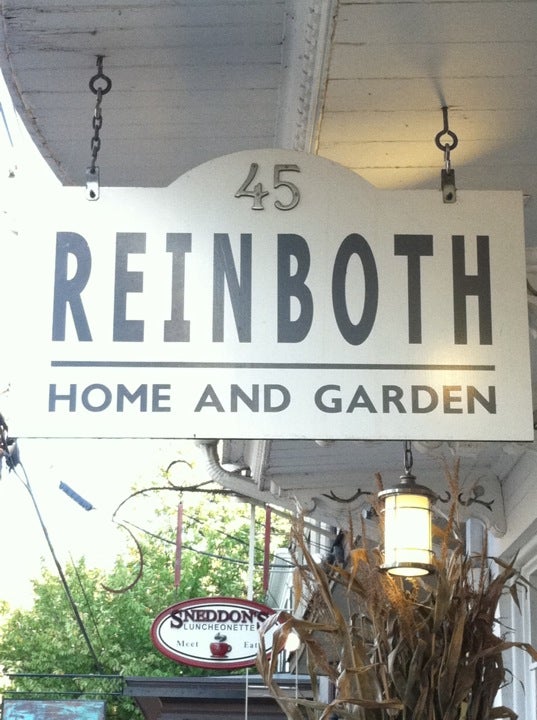 45
REINBOTH
HOME AND GARDEN
SNEDDON'S
LUNCHEONETTE
Meet Eat